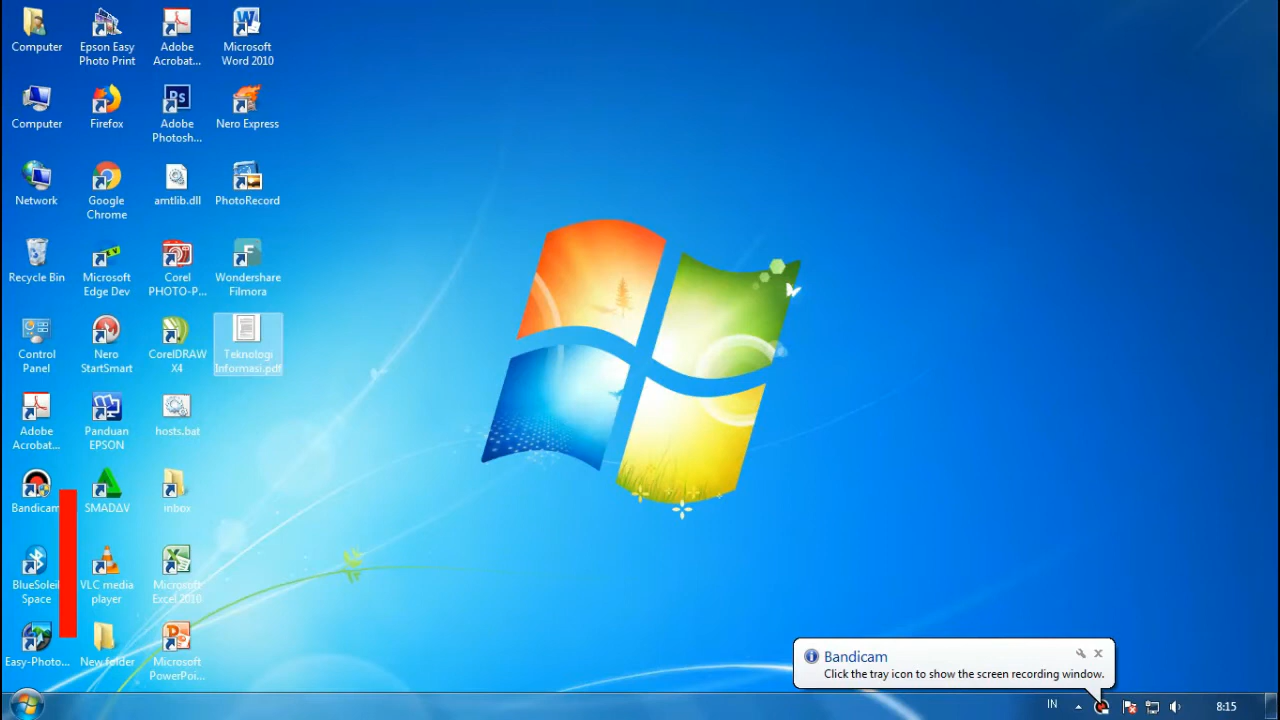 Computer
Epson Easy
Photo Print
Adobe
Acrobat...
Microsoft
Word 2010
Computer
Firefox
Adobe
Photosh...
Nero Express
Network
Google
Chrome
amtlib.dll
PhotoRecord
Recycle Bin
Microsoft
Edge Dev
Corel
PHOTO-P...
Wondershare
Filmora
Control
Panel
Nero
StartSmart
CorelDRAW
X4
Teknologi
Informasi.pdf
Adobe
Acrobat...
Panduan
EPSON
hosts.bat
Bandicam
SMADΔV
inbox
BlueSoleil
Space
VLC media
player
Microsoft
Excel 2010
Easy-Photo...
New folder
Microsoft
PowerPoi...
Bandicam
Click the tray icon to show the screen recording window.
IN
8:15